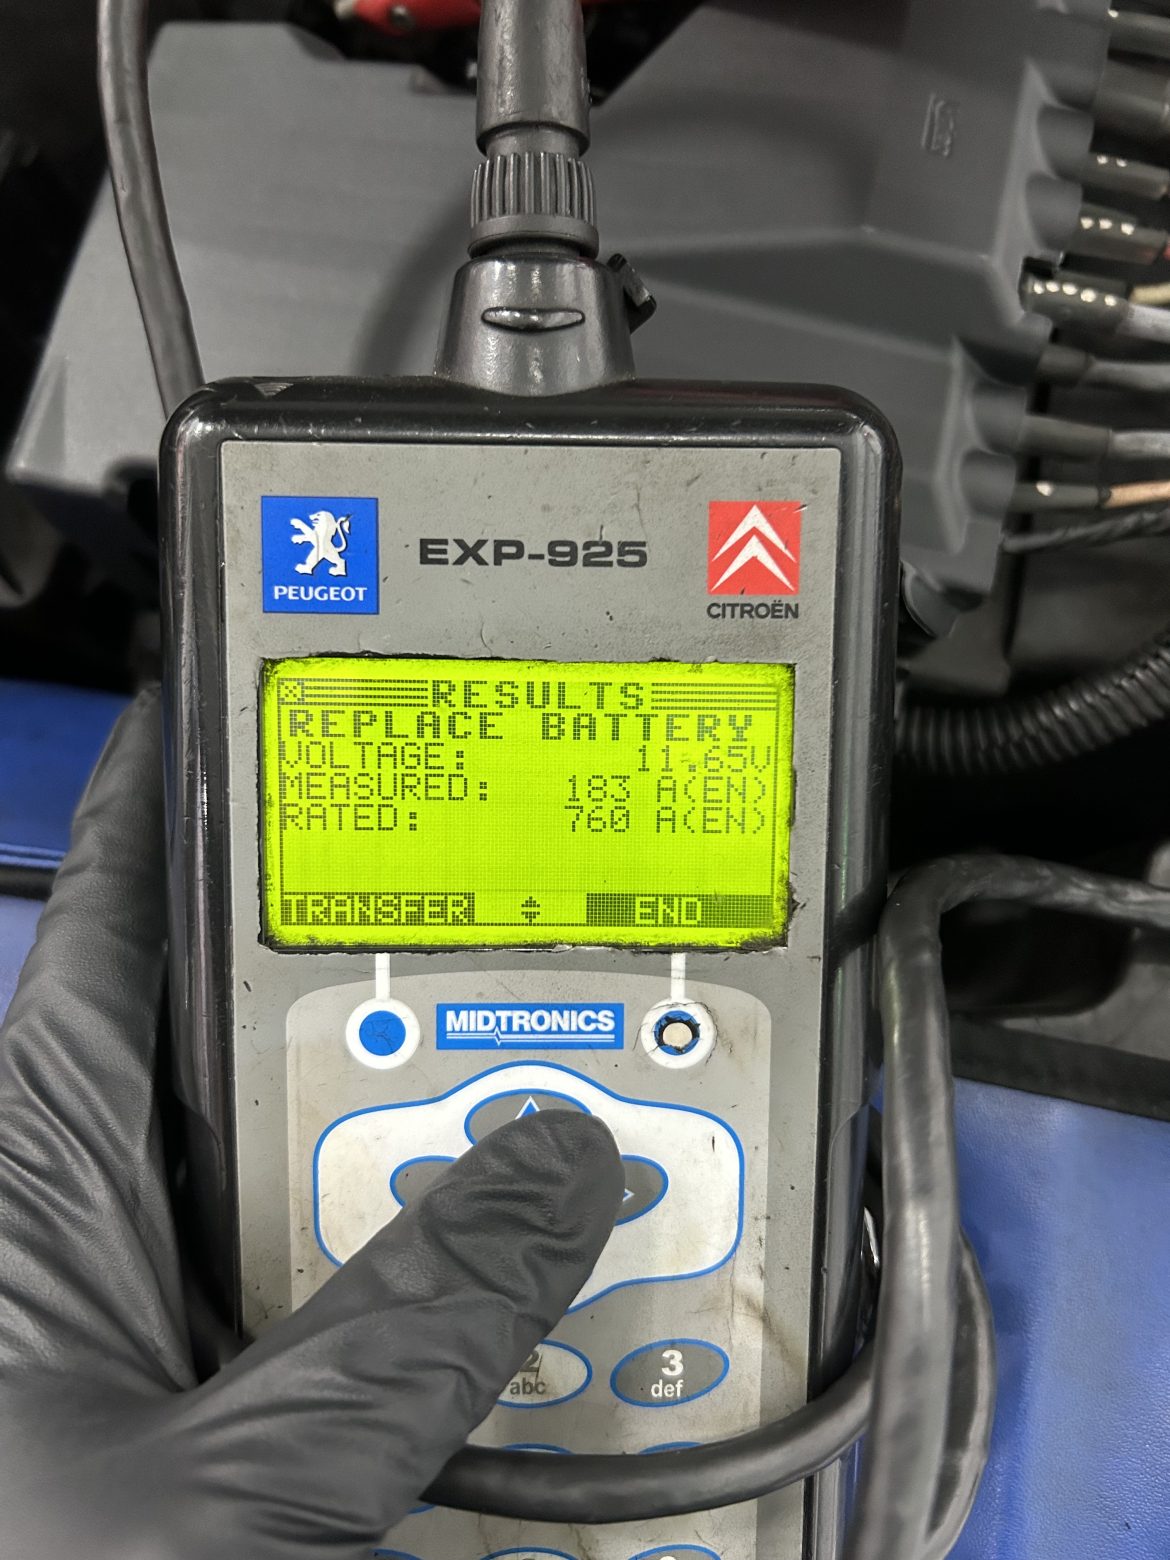 EXP-925
PEUGEOT
CITROËN
RESULTS
REPLACE BATTERY
VOLTAGE: 11.65V
MEASURED: 183 A(EN)
RATED: 760 A(EN)
TRANSFER END
MIDTRONICS
2 3
abc def